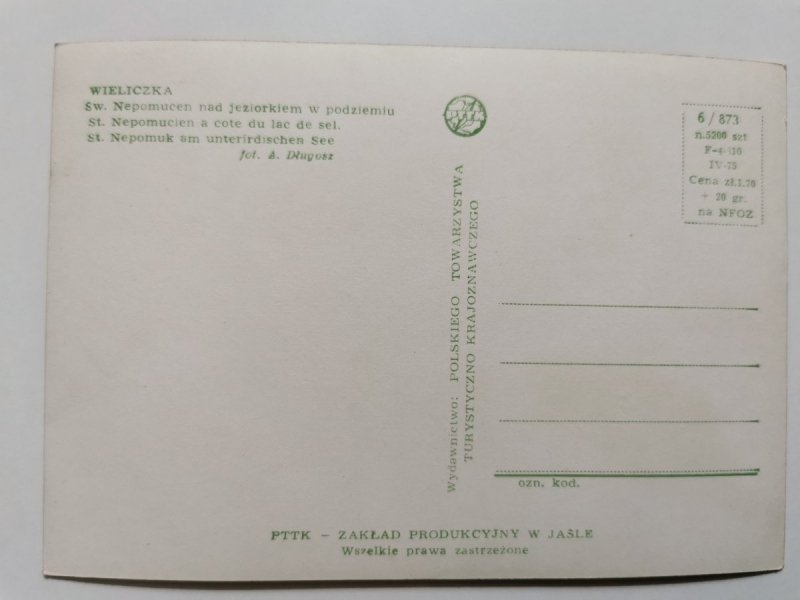 WIELICZKA
Św. Nepomucen nad jeziorkiem w podziemiu
St. Nepomucien a cote du lac de sel.
St. Nepomuk am unterirdischen See
fot. A. Długosz
6/873
n.5200 szt
IV-75
Cena zł.1.70
+ 20 gr.
na NFOZ
Wydawnictwo: POLSKIEGO TOWARZYSTWA
TURYSTYCZNO KRAJOZNAWCZEGO
ozn. kod.
PTTK – ZAKŁAD PRODUKCYJNY W JAŚLE
Wszelkie prawa zastrzeżone